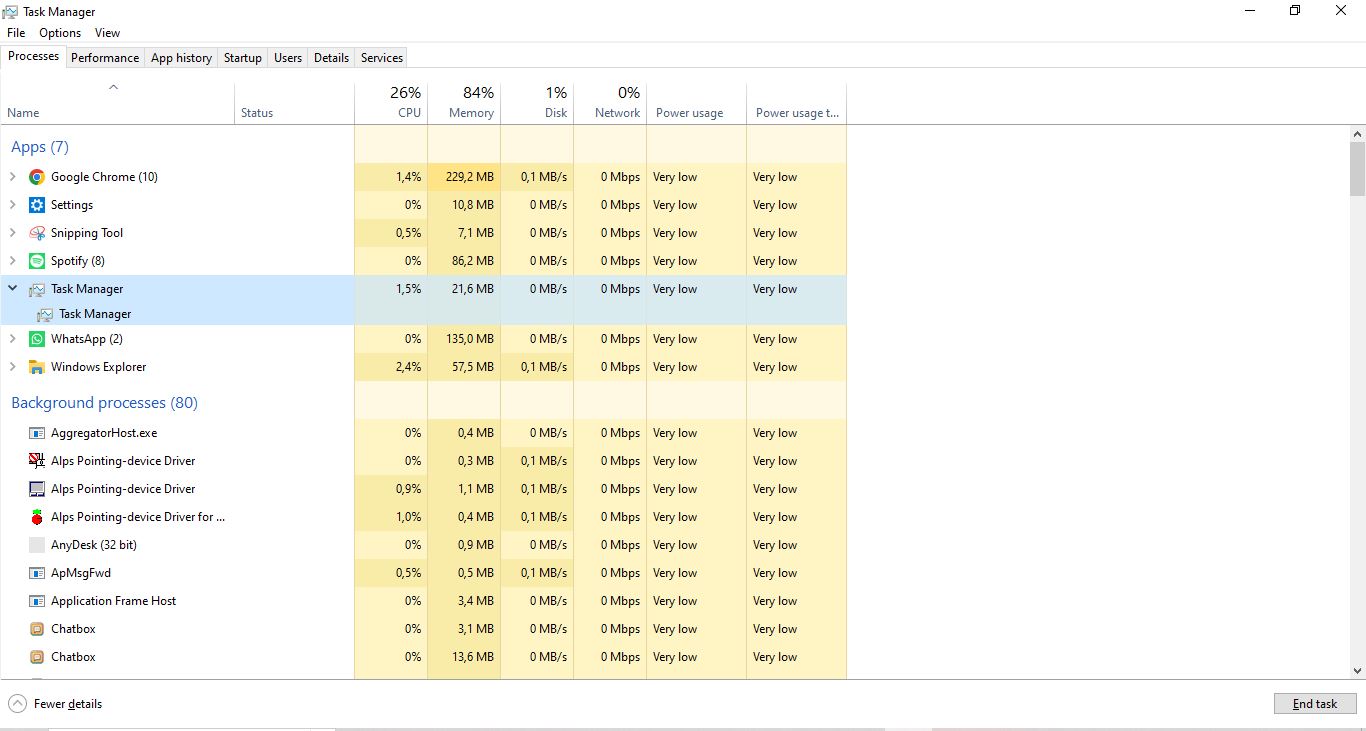 Task Manager
File Options View
Processes Performance App history Startup Users Details Services
26% 84% 1% 0%
Name Status CPU Memory Disk Network Power usage Power usage t...
Apps (7)
Google Chrome (10) 1,4% 229,2 MB 0,1 MB/s 0 Mbps Very low Very low
Settings 0% 10,8 MB 0 MB/s 0 Mbps Very low Very low
Snipping Tool 0,5% 7,1 MB 0 MB/s 0 Mbps Very low Very low
Spotify (8) 0% 86,2 MB 0 MB/s 0 Mbps Very low Very low
Task Manager 1,5% 21,6 MB 0 MB/s 0 Mbps Very low Very low
Task Manager
WhatsApp (2) 0% 135,0 MB 0 MB/s 0 Mbps Very low Very low
Windows Explorer 2,4% 57,5 MB 0,1 MB/s 0 Mbps Very low Very low
Background processes (80)
AggregatorHost.exe 0% 0,4 MB 0 MB/s 0 Mbps Very low Very low
Alps Pointing-device Driver 0% 0,3 MB 0,1 MB/s 0 Mbps Very low Very low
Alps Pointing-device Driver 0,9% 1,1 MB 0,1 MB/s 0 Mbps Very low Very low
Alps Pointing-device Driver for ... 1,0% 0,4 MB 0,1 MB/s 0 Mbps Very low Very low
AnyDesk (32 bit) 0% 0,9 MB 0 MB/s 0 Mbps Very low Very low
ApMsgFwd 0,5% 0,5 MB 0,1 MB/s 0 Mbps Very low Very low
Application Frame Host 0% 3,4 MB 0 MB/s 0 Mbps Very low Very low
Chatbox 0% 3,1 MB 0 MB/s 0 Mbps Very low Very low
Chatbox 0% 13,6 MB 0 MB/s 0 Mbps Very low Very low
Fewer details End task